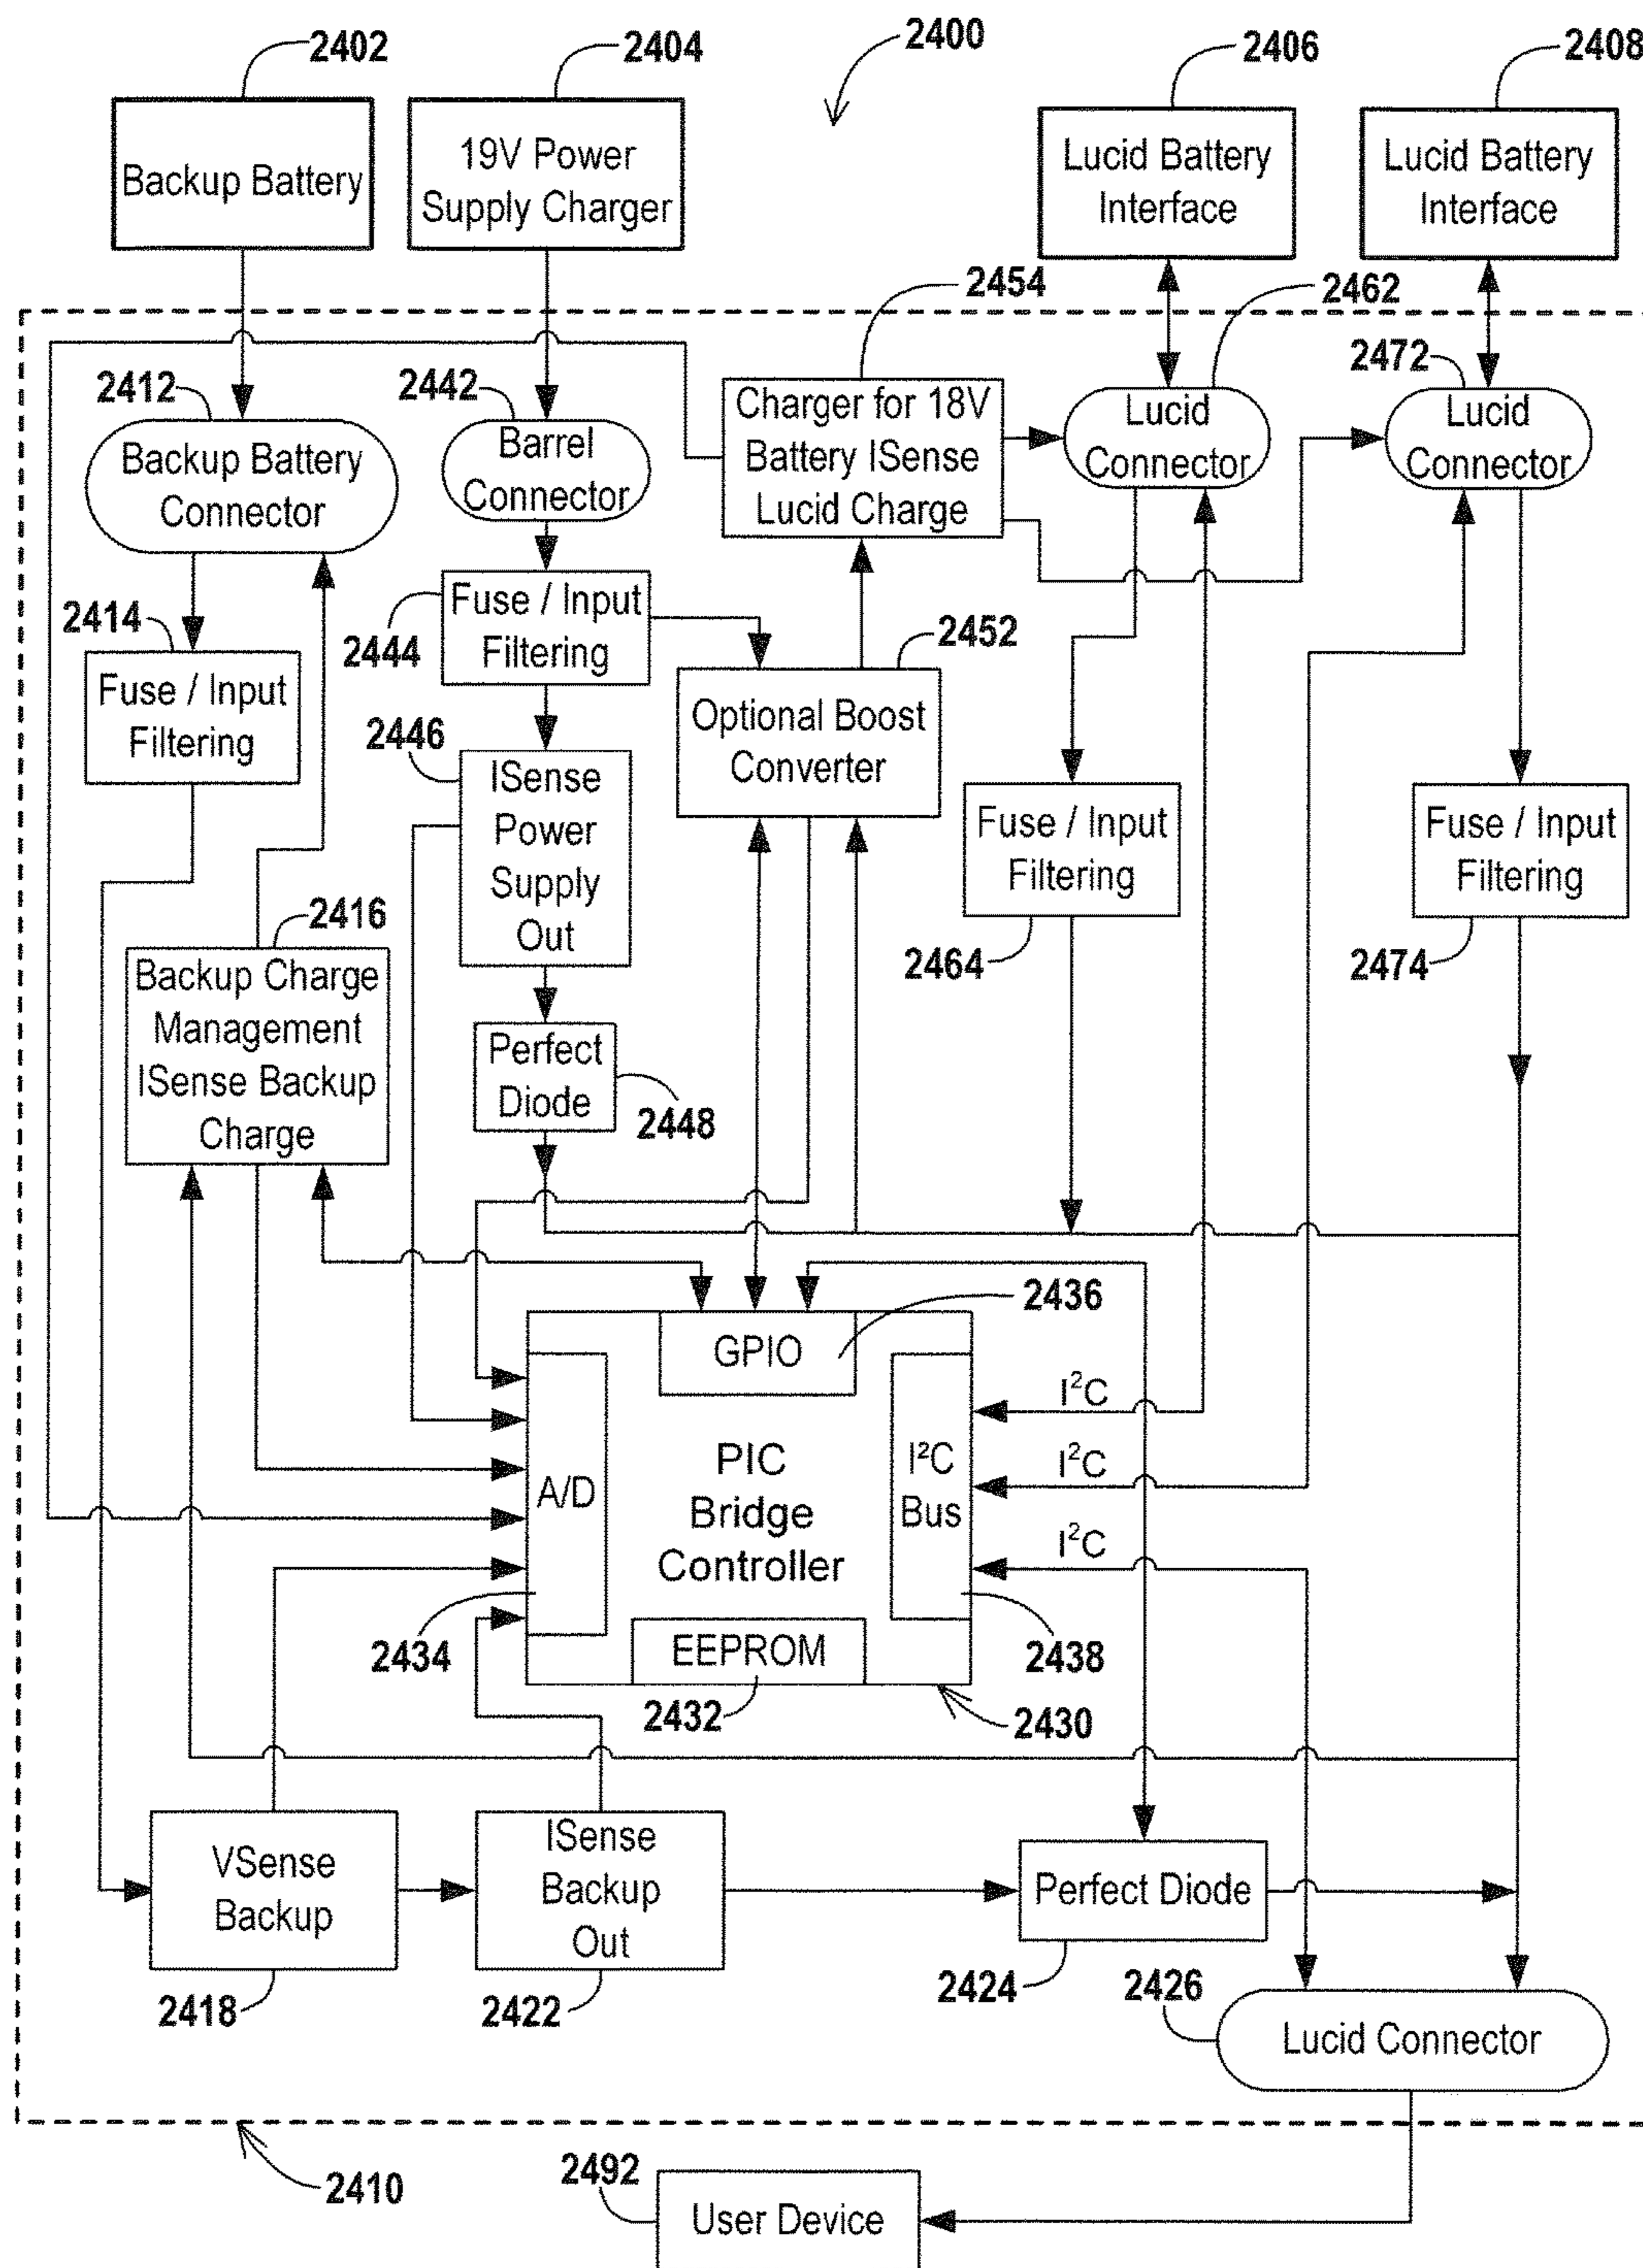 2402
2404
2400
2406
2408
Backup Battery
19V Power
Supply Charger
Lucid Battery
Interface
Lucid Battery
Interface
2454
2462
2412
2442
2472
Backup Battery
Connector
Barrel
Connector
Charger for 18V
Battery ISense
Lucid Charge
Lucid
Connector
Lucid
Connector
2414
2444
2452
Fuse / Input
Filtering
Fuse / Input
Filtering
Optional Boost
Converter
2446
ISense
Power
Supply
Out
Fuse / Input
Filtering
Fuse / Input
Filtering
2416
2464
2474
Backup Charge
Management
ISense Backup
Charge
Perfect
Diode
2448
2436
GPIO
I²C
I²C
I²C
A/D
PIC
Bridge
Controller
I²C
Bus
2434
EEPROM
2438
2432
2430
VSense
Backup
ISense
Backup
Out
Perfect Diode
2418
2422
2424
2426
Lucid Connector
2410
2492
User Device